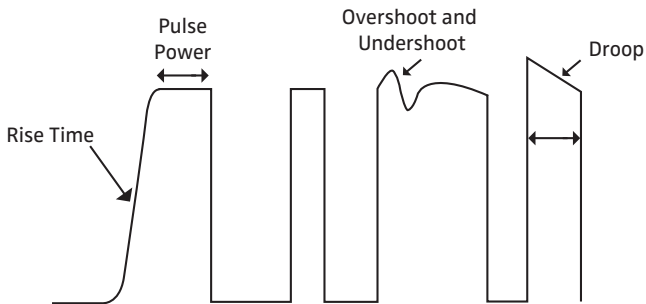 Pulse
Power
Overshoot and
Undershoot
Droop
Rise Time